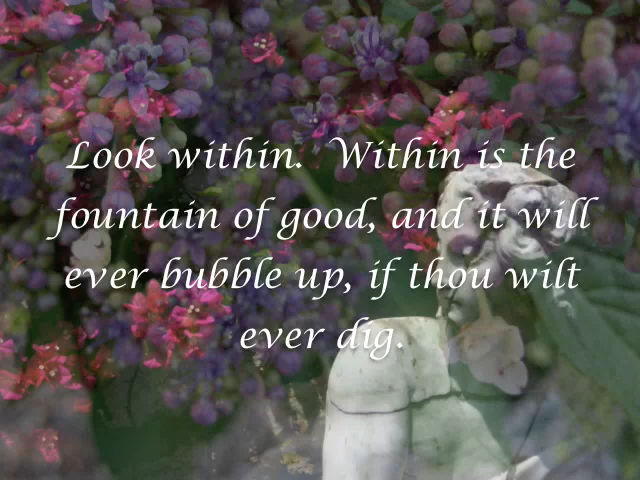 Look within.  Within is the
fountain of good, and it will
ever bubble up, if thou wilt
ever dig.